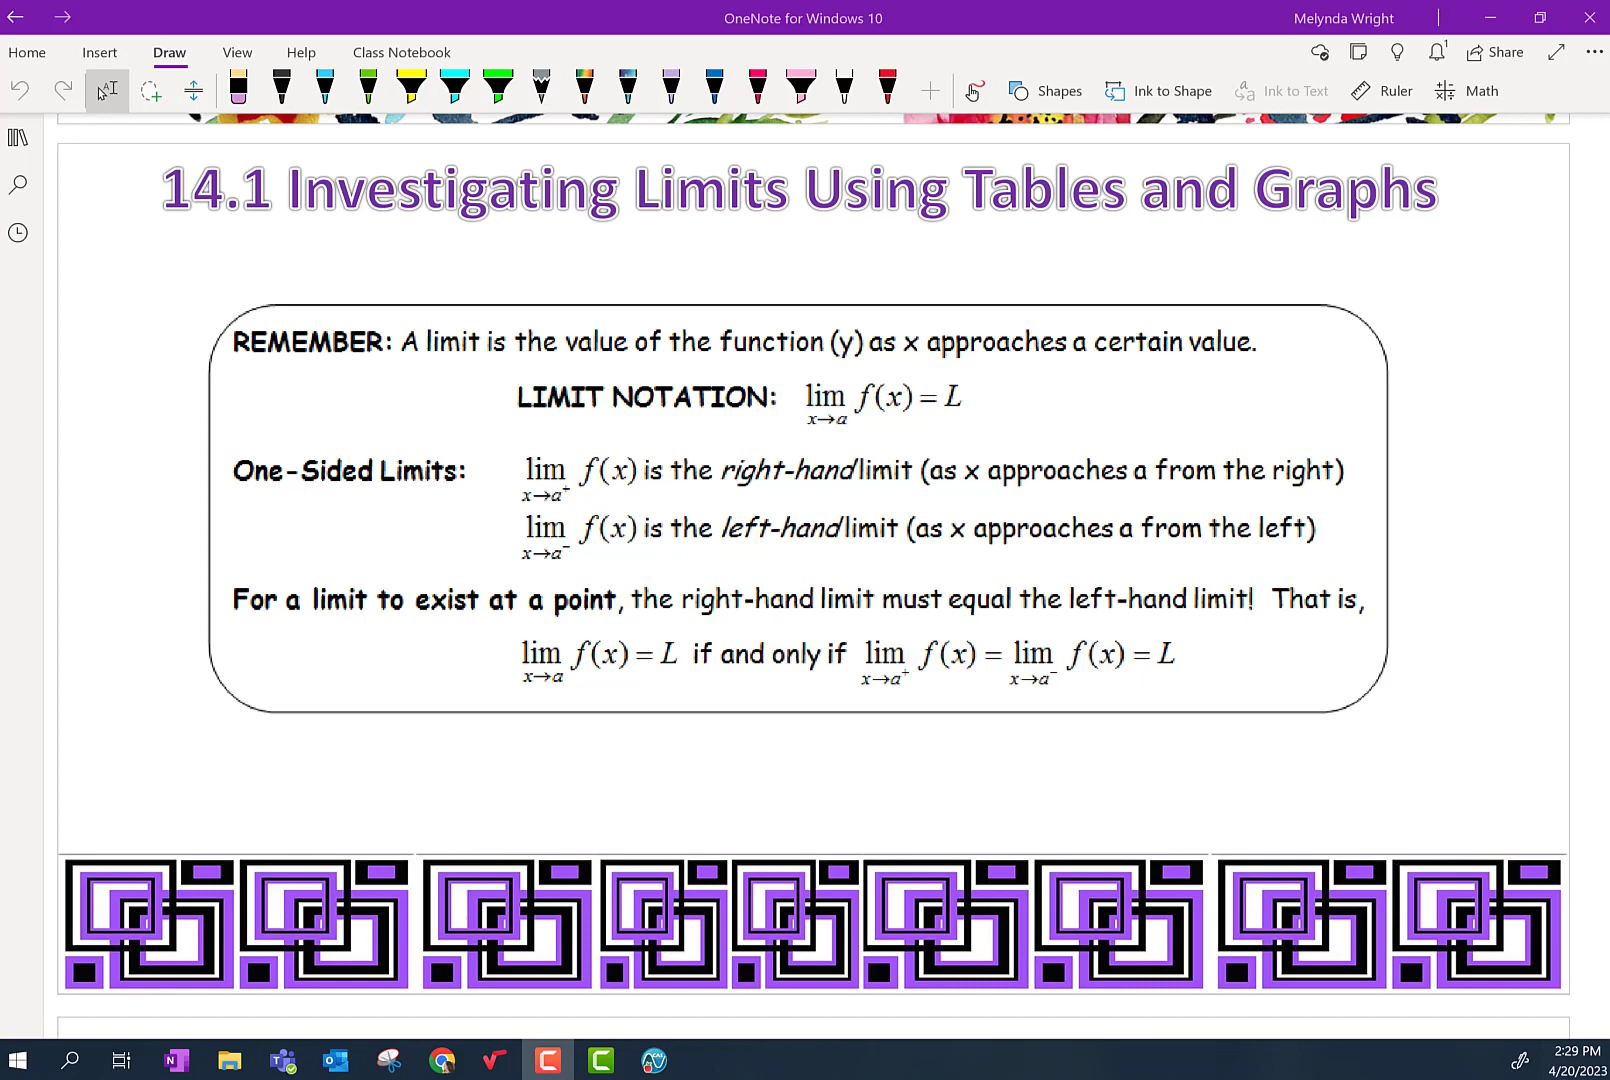 OneNote for Windows 10
Melynda Wright
Home Insert Draw View Help Class Notebook
1
Share
Shapes Ink to Shape Ink to Text Ruler Math
14.1 Investigating Limits Using Tables and Graphs
REMEMBER: A limit is the value of the function (y) as x approaches a certain value.
LIMIT NOTATION: lim x→a f(x) = L
One-Sided Limits: lim x→a⁺ f(x) is the right-hand limit (as x approaches a from the right)
lim x→a⁻ f(x) is the left-hand limit (as x approaches a from the left)
For a limit to exist at a point, the right-hand limit must equal the left-hand limit! That is,
lim x→a f(x) = L if and only if lim x→a⁺ f(x) = lim x→a⁻ f(x) = L
2:29 PM
4/20/2023